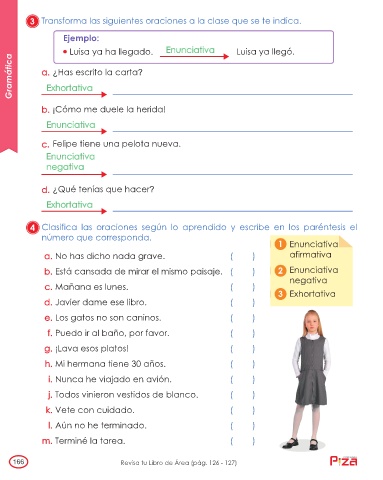 Gramática
3 Transforma las siguientes oraciones a la clase que se te indica.
Ejemplo:
• Luisa ya ha llegado. Enunciativa Luisa ya llegó.
a. ¿Has escrito la carta?
Exhortativa
b. ¡Cómo me duele la herida!
Enunciativa
c. Felipe tiene una pelota nueva.
Enunciativa
negativa
d. ¿Qué tenías que hacer?
Exhortativa
4 Clasifica las oraciones según lo aprendido y escribe en los paréntesis el
número que corresponda.
1 Enunciativa
afirmativa
2 Enunciativa
negativa
3 Exhortativa
a. No has dicho nada grave. ( )
b. Está cansada de mirar el mismo paisaje. ( )
c. Mañana es lunes. ( )
d. Javier dame ese libro. ( )
e. Los gatos no son caninos. ( )
f. Puedo ir al baño, por favor. ( )
g. ¡Lava esos platos! ( )
h. Mi hermana tiene 30 años. ( )
i. Nunca he viajado en avión. ( )
j. Todos vinieron vestidos de blanco. ( )
k. Vete con cuidado. ( )
l. Aún no he terminado. ( )
m. Terminé la tarea. ( )
166
Revisa tu Libro de Área (pág. 126 - 127)